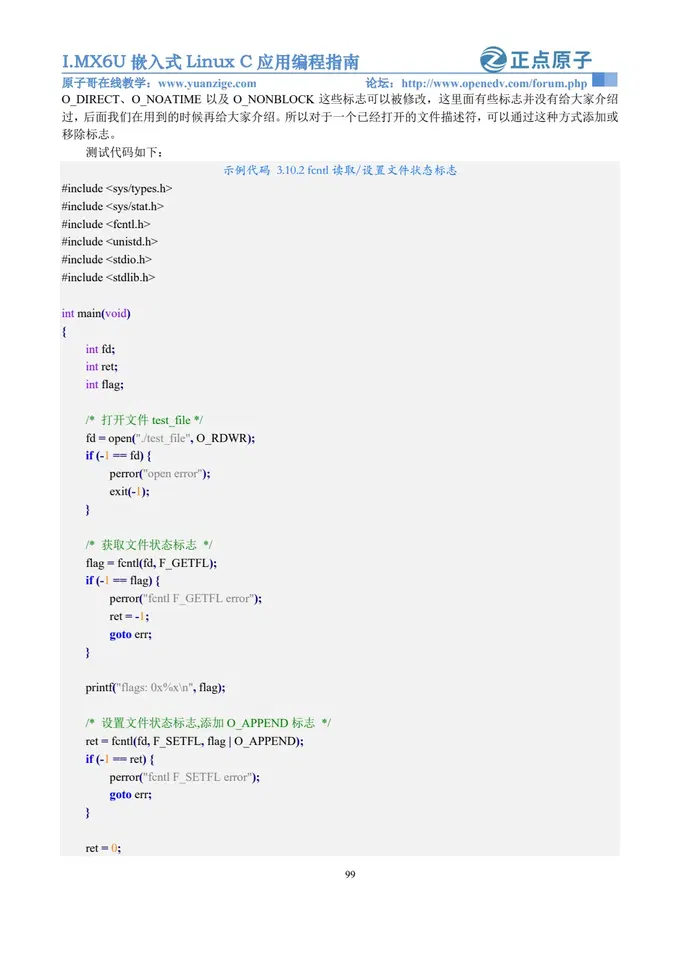 I.MX6U 嵌入式 Linux C 应用编程指南
正点原子
原子哥在线教学：www.yuanzige.com 论坛：http://www.openedv.com/forum.php
O_DIRECT、O_NOATIME 以及 O_NONBLOCK 这些标志可以被修改，这里面有些标志并没有给大家介绍
过，后面我们在用到的时候再给大家介绍。所以对于一个已经打开的文件描述符，可以通过这种方式添加或
移除标志。
测试代码如下：
示例代码 3.10.2 fcntl 读取/设置文件状态标志
#include <sys/types.h>
#include <sys/stat.h>
#include <fcntl.h>
#include <unistd.h>
#include <stdio.h>
#include <stdlib.h>
int main(void)
{
int fd;
int ret;
int flag;
/* 打开文件 test_file */
fd = open("./test_file", O_RDWR);
if (-1 == fd) {
perror("open error");
exit(-1);
}
/* 获取文件状态标志 */
flag = fcntl(fd, F_GETFL);
if (-1 == flag) {
perror("fcntl F_GETFL error");
ret = -1;
goto err;
}
printf("flags: 0x%x\n", flag);
/* 设置文件状态标志,添加 O_APPEND 标志 */
ret = fcntl(fd, F_SETFL, flag | O_APPEND);
if (-1 == ret) {
perror("fcntl F_SETFL error");
goto err;
}
ret = 0;
99